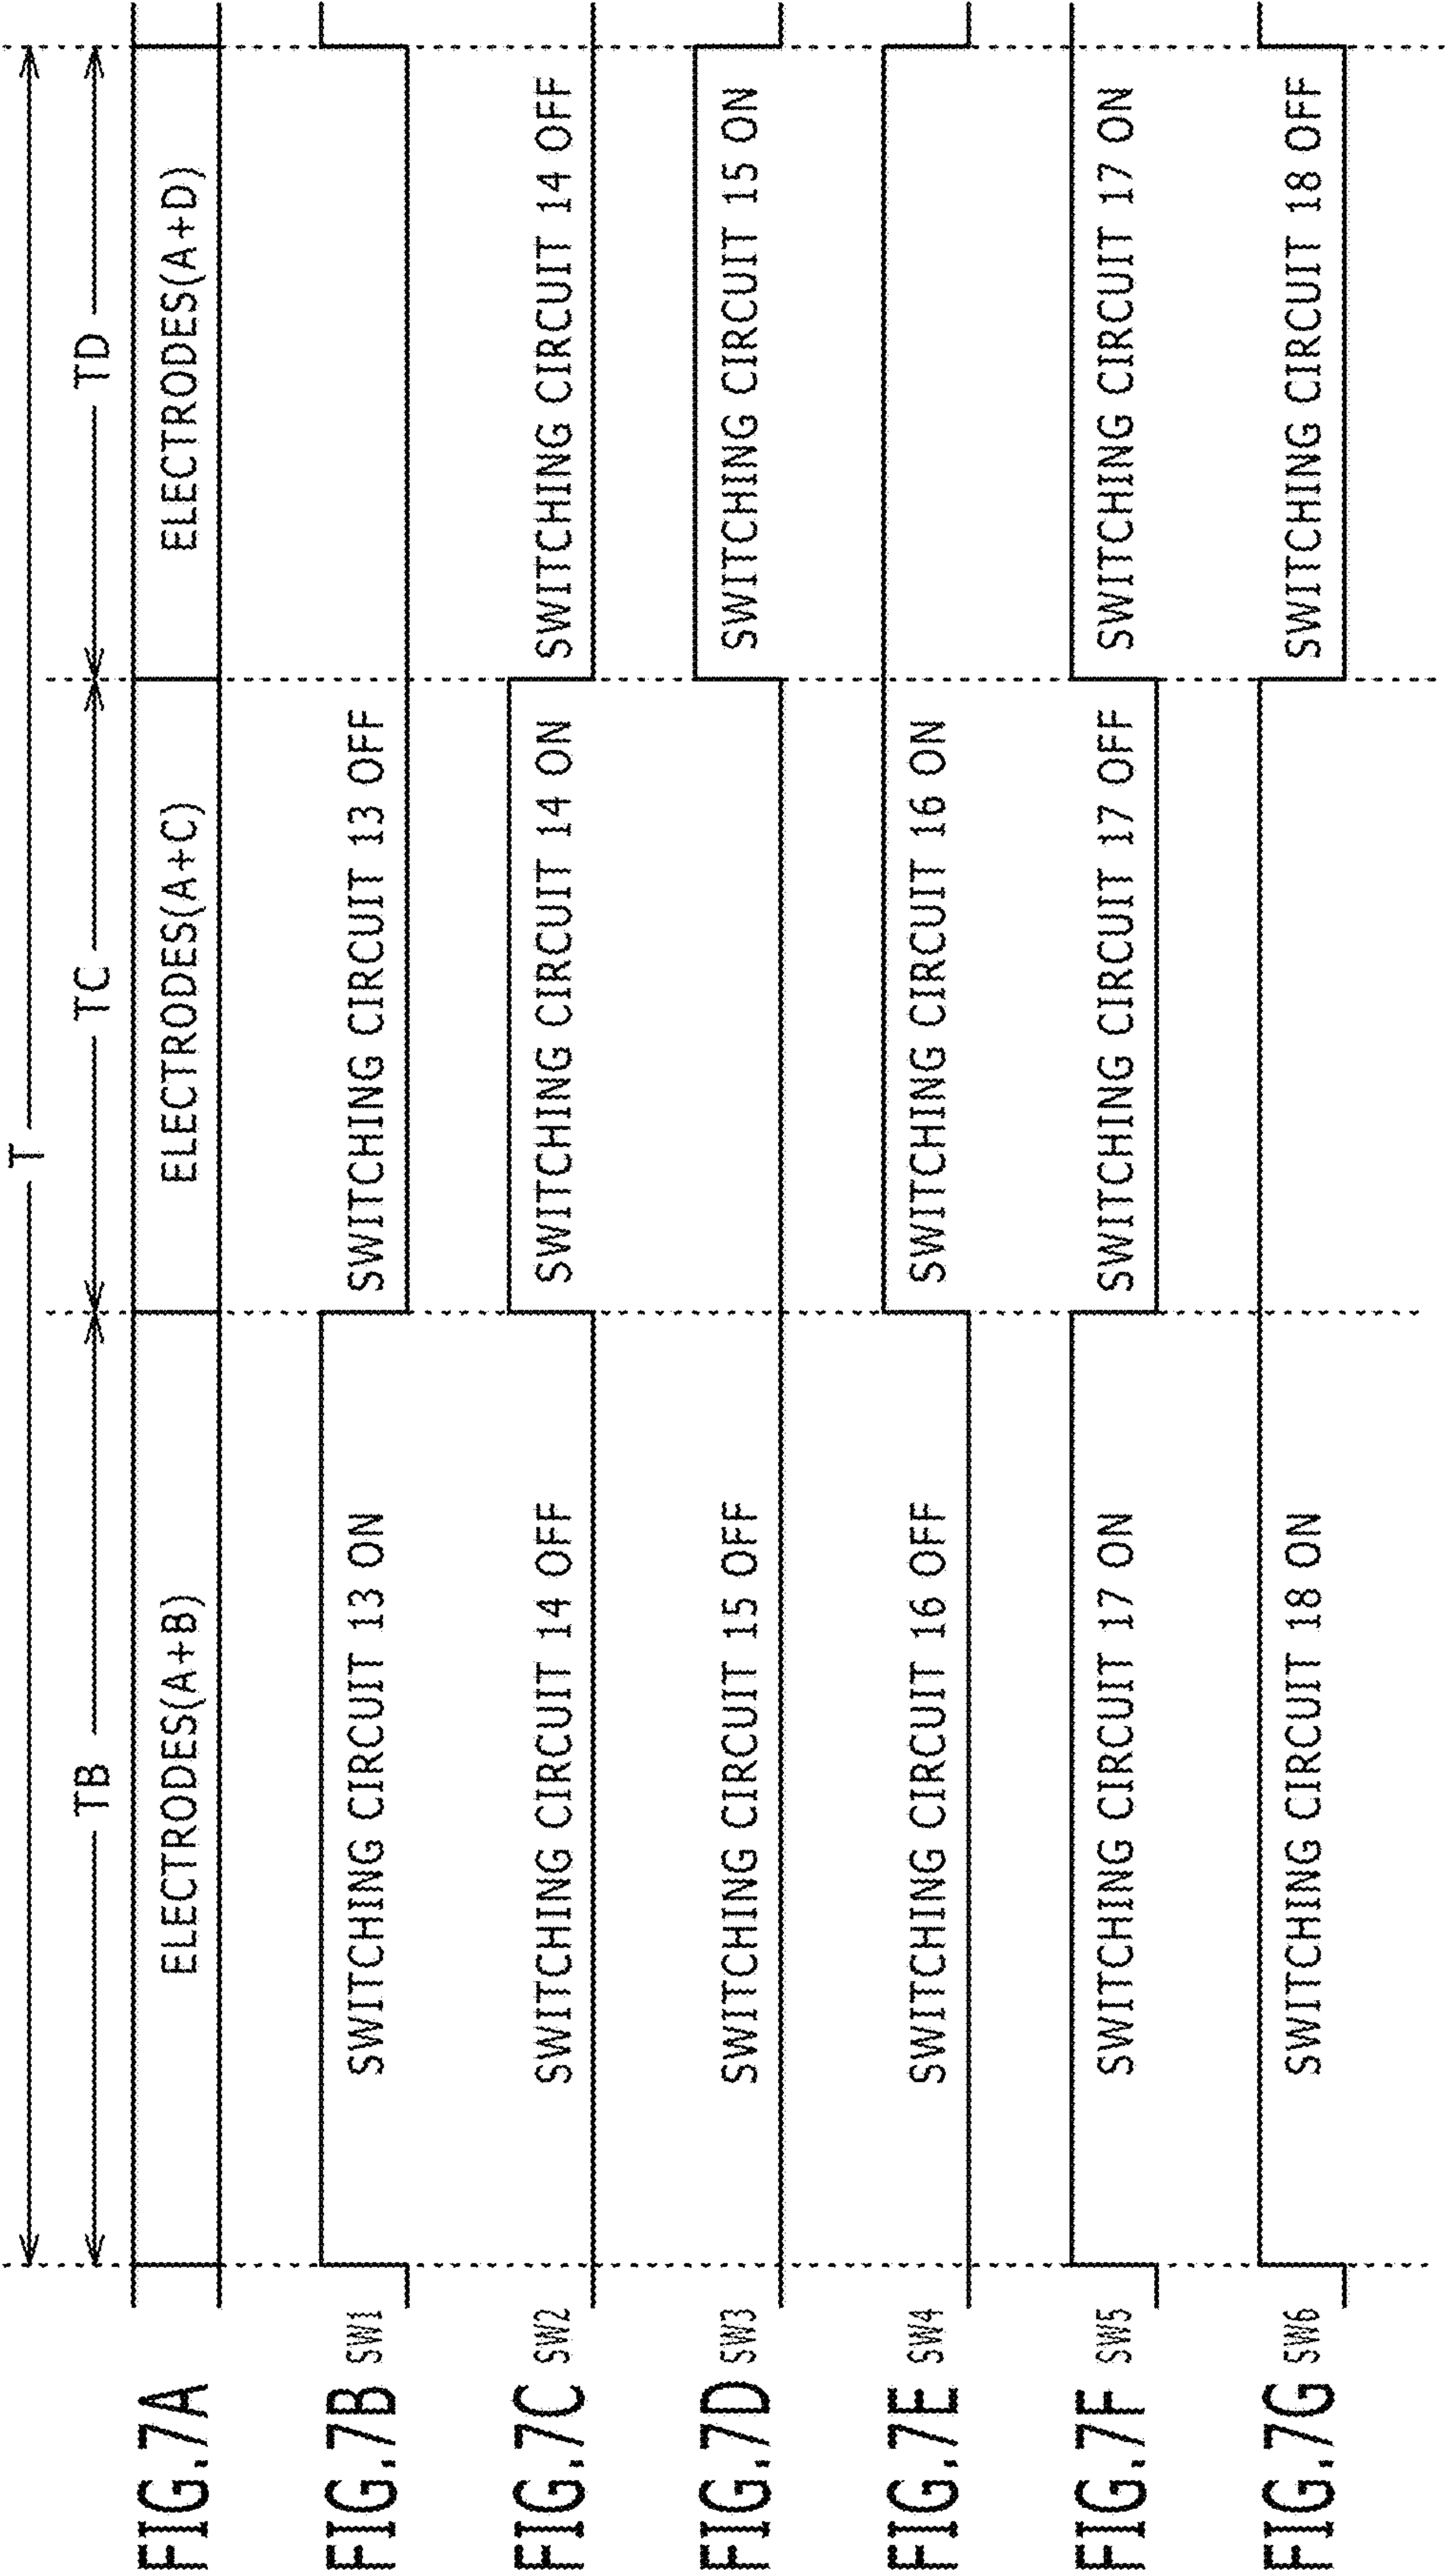 T
TB TC TD
FIG.7A ELECTRODES(A+B) ELECTRODES(A+C) ELECTRODES(A+D)
FIG.7B SW1 SWITCHING CIRCUIT 13 ON SWITCHING CIRCUIT 13 OFF
FIG.7C SW2 SWITCHING CIRCUIT 14 OFF SWITCHING CIRCUIT 14 ON SWITCHING CIRCUIT 14 OFF
FIG.7D SW3 SWITCHING CIRCUIT 15 OFF SWITCHING CIRCUIT 15 ON
FIG.7E SW4 SWITCHING CIRCUIT 16 OFF SWITCHING CIRCUIT 16 ON
FIG.7F SW5 SWITCHING CIRCUIT 17 ON SWITCHING CIRCUIT 17 OFF SWITCHING CIRCUIT 17 ON
FIG.7G SW6 SWITCHING CIRCUIT 18 ON SWITCHING CIRCUIT 18 OFF